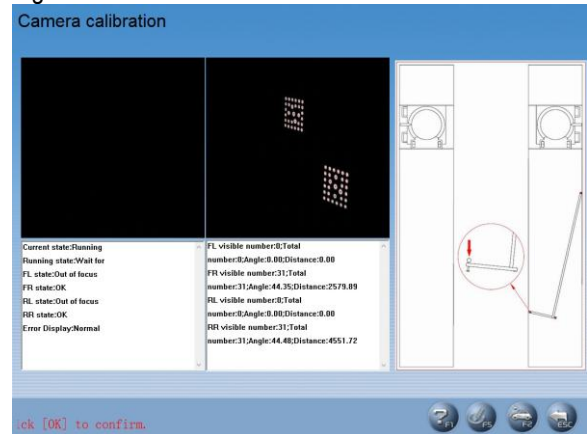 Camera calibration
Current state:Running
Running state:Wait for
FL state:Out of focus
FR state:OK
RL state:Out of focus
RR state:OK
Error Display:Normal
FL visible number:0;Total
number:0;Angle:0.00;Distance:0.00
FR visible number:31;Total
number:31;Angle:44.35;Distance:2579.09
RL visible number:0;Total
number:0;Angle:0.00;Distance:0.00
RR visible number:31;Total
number:31;Angle:44.48;Distance:4551.72
ick [OK] to confirm.
F1
F5
F2
ESC